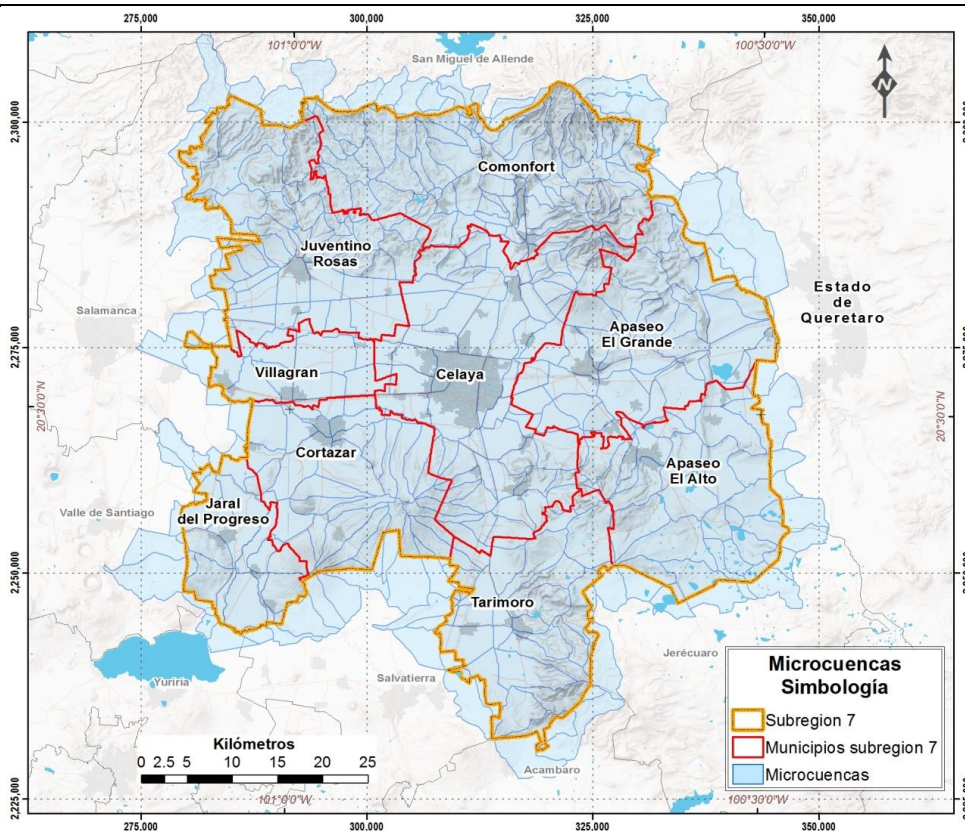 275,000
300,000
325,000
350,000
101°0'0"W
100°30'0"W
San Miguel de Allende
N
2,300,000
Comonfort
Juventino
Rosas
Estado
de
Queretaro
Salamanca
Apaseo
El Grande
2,275,000
Villagran
Celaya
20°30'0"N
20°30'0"N
Cortazar
Apaseo
El Alto
Jaral
del Progreso
Valle de Santiago
2,250,000
Tarimoro
Jerécuaro
Yuriria
Salvatierra
Microcuencas
Simbología
Subregion 7
Municipios subregion 7
Microcuencas
Kilómetros
0 2.5 5 10 15 20 25
Acambaro
101°0'0"W
100°30'0"W
2,225,000
275,000
300,000
325,000
350,000